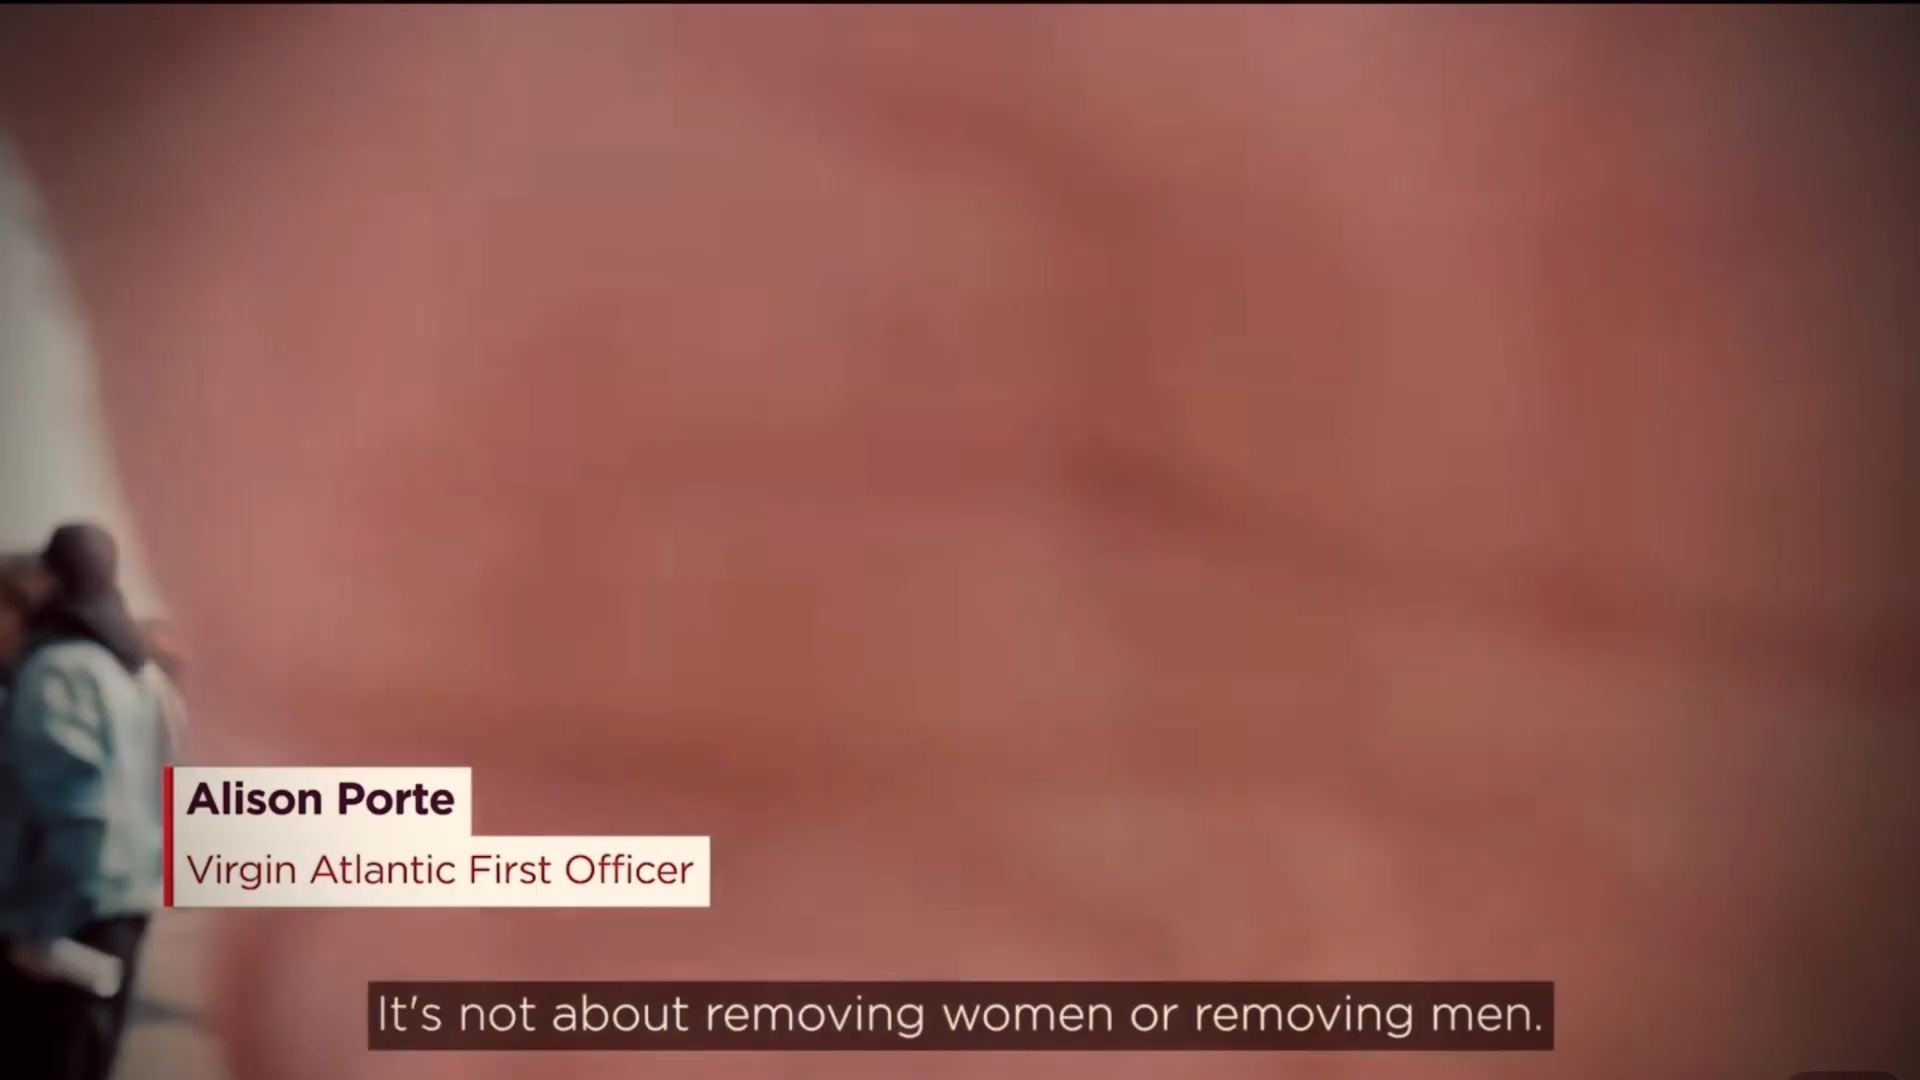 Alison Porte
Virgin Atlantic First Officer
It's not about removing women or removing men.